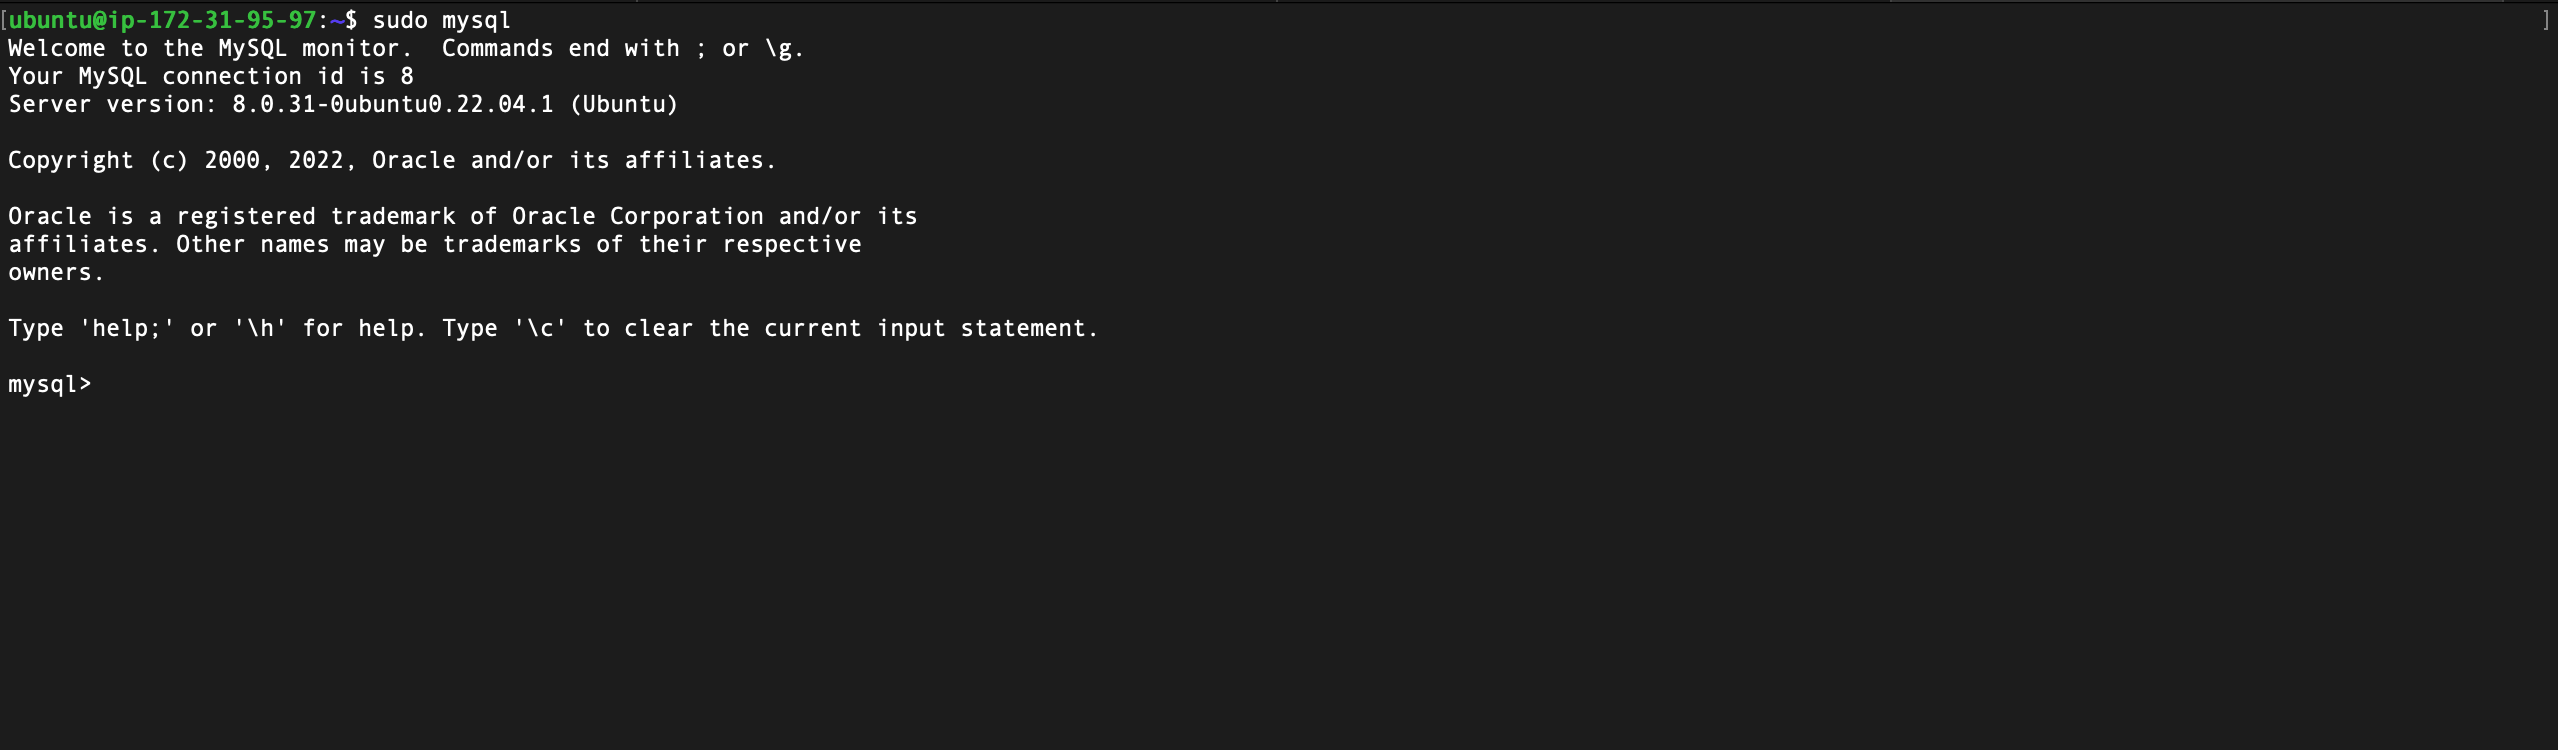 [ubuntu@ip-172-31-95-97:~$ sudo mysql ]
Welcome to the MySQL monitor.  Commands end with ; or \g.
Your MySQL connection id is 8
Server version: 8.0.31-0ubuntu0.22.04.1 (Ubuntu)
Copyright (c) 2000, 2022, Oracle and/or its affiliates.
Oracle is a registered trademark of Oracle Corporation and/or its
affiliates. Other names may be trademarks of their respective
owners.
Type 'help;' or '\h' for help. Type '\c' to clear the current input statement.
mysql>